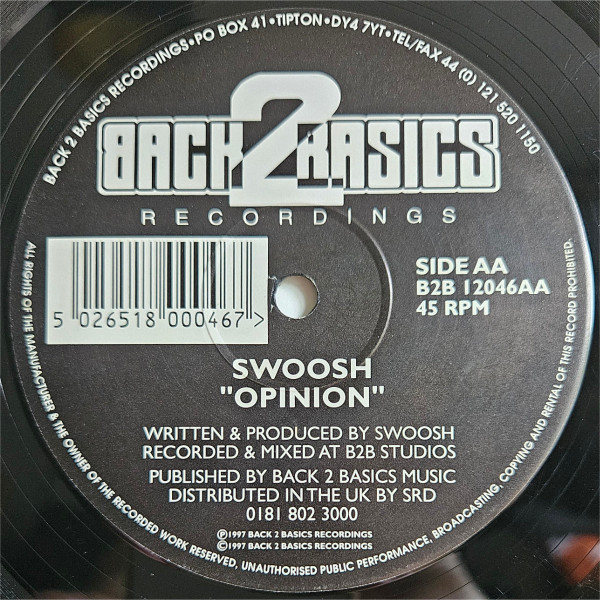 BACK 2 BASICS RECORDINGS • PO BOX 41 • TIPTON • DY4 7YT • TEL/FAX 44 (0) 121 520 1150
BACK 2 BASICS
RECORDINGS
5 026518 000467 >
SIDE AA
B2B 12046AA
45 RPM
SWOOSH
"OPINION"
WRITTEN & PRODUCED BY SWOOSH
RECORDED & MIXED AT B2B STUDIOS
PUBLISHED BY BACK 2 BASICS MUSIC
DISTRIBUTED IN THE UK BY SRD
0181 802 3000
Ⓟ1997 BACK 2 BASICS RECORDINGS
©1997 BACK 2 BASICS RECORDINGS
ALL RIGHTS OF THE MANUFACTURER & THE OWNER OF THE RECORDED WORK RESERVED, UNAUTHORISED PUBLIC PERFORMANCE, BROADCASTING, COPYING AND RENTAL OF THIS RECORD PROHIBITED.